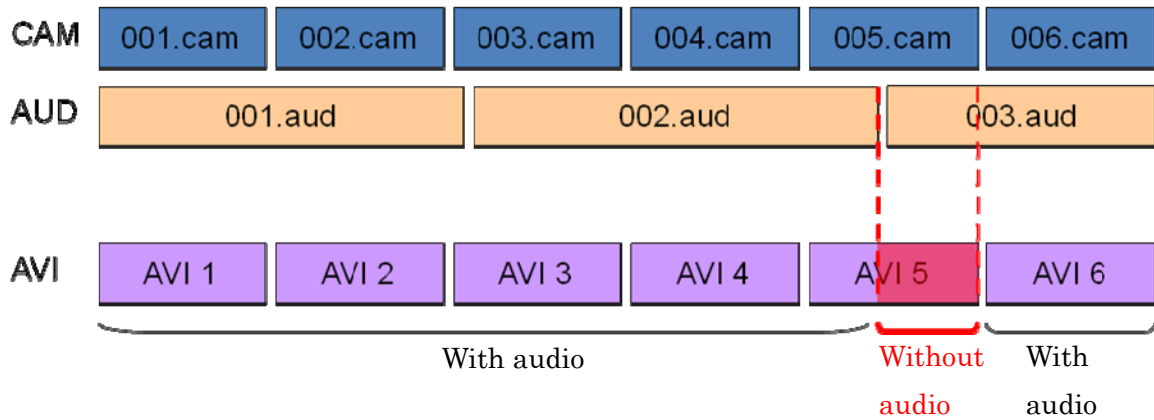 CAM 001.cam 002.cam 003.cam 004.cam 005.cam 006.cam
AUD 001.aud 002.aud 003.aud
AVI AVI 1 AVI 2 AVI 3 AVI 4 AVI 5 AVI 6
With audio Without With
audio audio